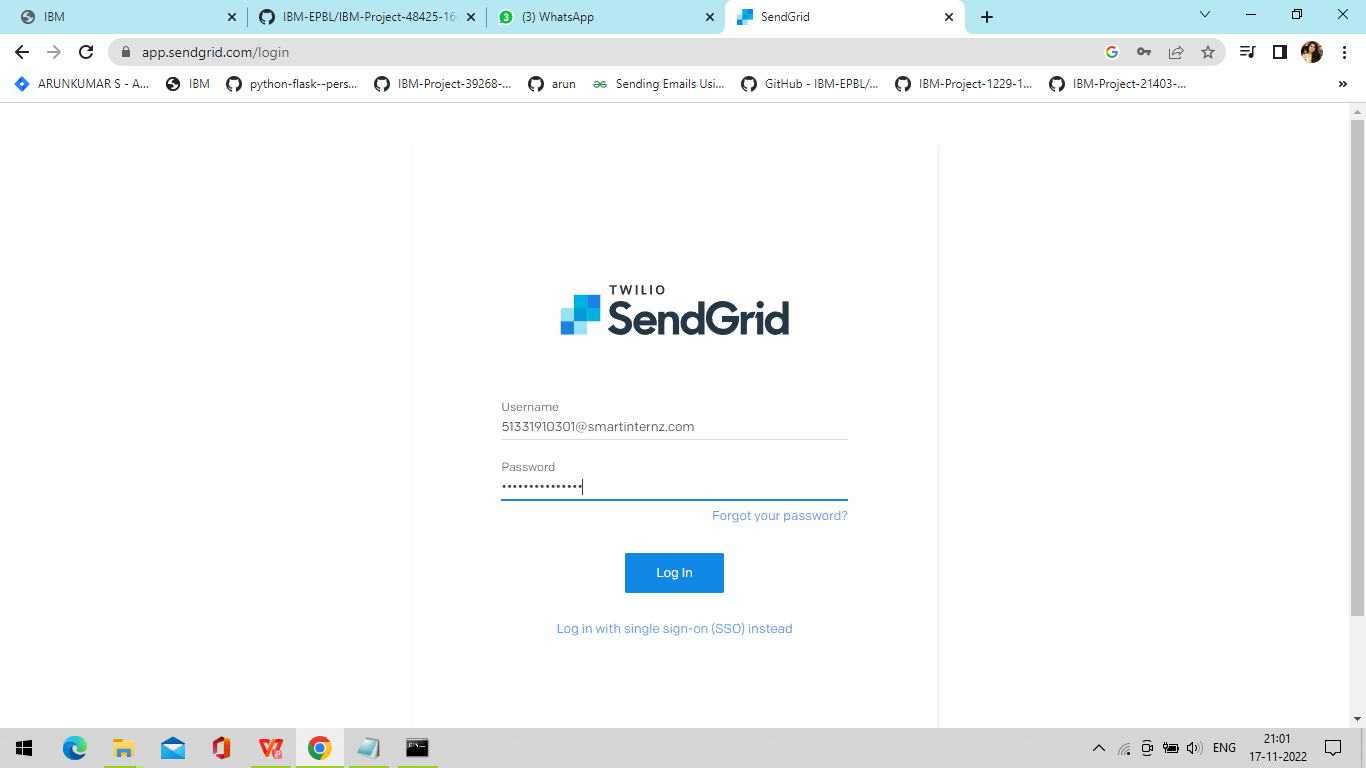 IBM
IBM-EPBL/IBM-Project-48425-16
(3) WhatsApp
SendGrid
app.sendgrid.com/login
ARUNKUMAR S - A...
IBM
python-flask--pers...
IBM-Project-39268-...
arun
Sending Emails Usi...
GitHub - IBM-EPBL/...
IBM-Project-1229-1...
IBM-Project-21403-...
»
TWILIO
SendGrid
Username
51331910301@smartinternz.com
Password
•••••••••••••••
Forgot your password?
Log In
Log in with single sign-on (SSO) instead
ENG
21:01
17-11-2022